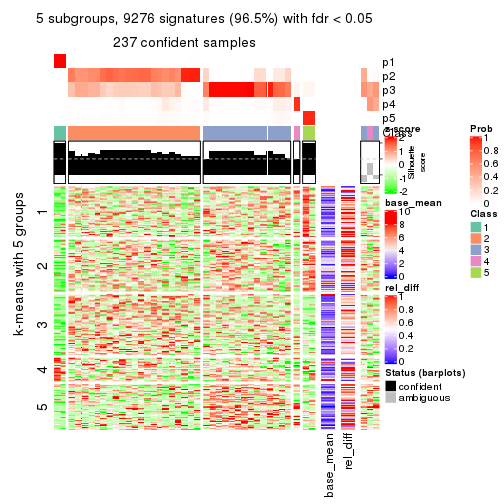 5 subgroups, 9276 signatures (96.5%) with fdr < 0.05
237 confident samples
p1
p2
p3
p4
p5
Class
Silhouette
score
k-means with 5 groups
1
2
3
4
5
base_mean
rel_diff
z-score
2
1
0
-1
-2
base_mean
10
8
6
4
2
0
rel_diff
1
0.8
0.6
0.4
0.2
0
Status (barplots)
confident
ambiguous
Prob
1
0.8
0.6
0.4
0.2
0
Class
1
2
3
4
5